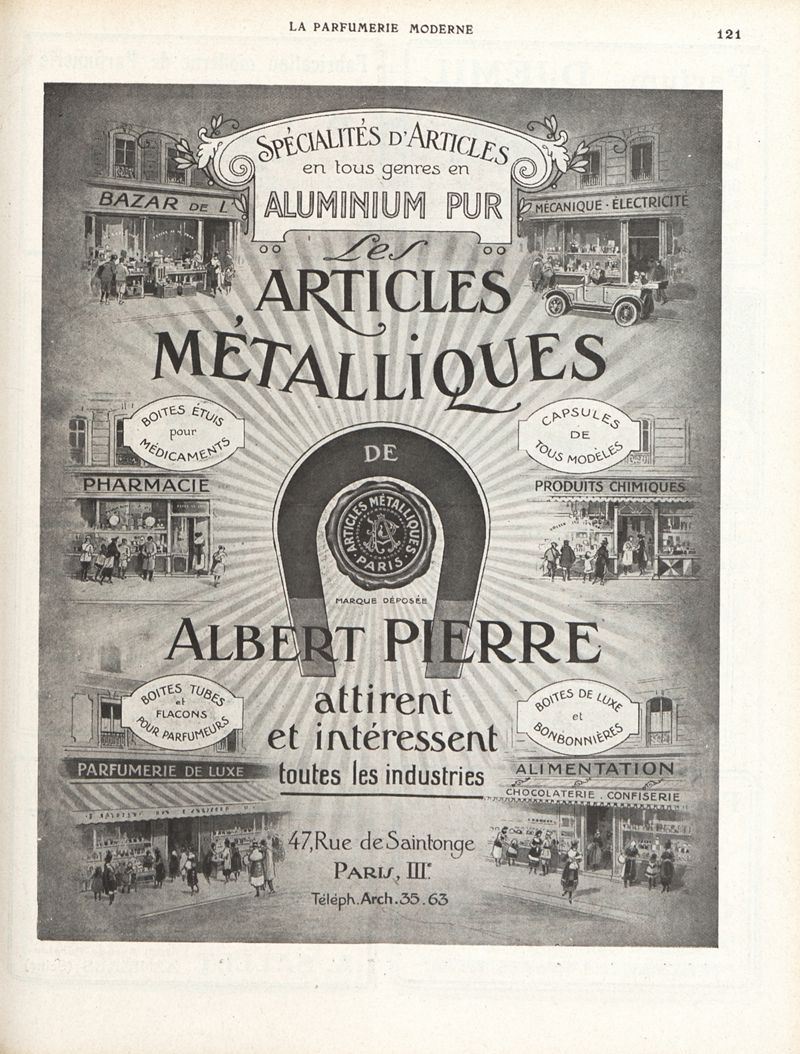 LA PARFUMERIE MODERNE
121
SPÉCIALITÉS D'ARTICLES
en tous genres en
ALUMINIUM PUR
BAZAR DE L'
MÉCANIQUE · ÉLECTRICITÉ
Les
ARTICLES
MÉTALLIQUES
BOITES ÉTUIS
pour
MÉDICAMENTS
CAPSULES
DE
TOUS MODÈLES
PHARMACIE
PRODUITS CHIMIQUES
DE
ARTICLES MÉTALLIQUES
PARIS
MARQUE DÉPOSÉE
ALBERT PIERRE
BOITES TUBES
et
FLACONS
POUR PARFUMEURS
BOITES DE LUXE
et
BONBONNIÈRES
attirent
et intéressent
toutes les industries
PARFUMERIE DE LUXE
ALIMENTATION
CHOCOLATERIE . CONFISERIE
47, Rue de Saintonge
PARIS, IIIe
Téléph. Arch. 35.63